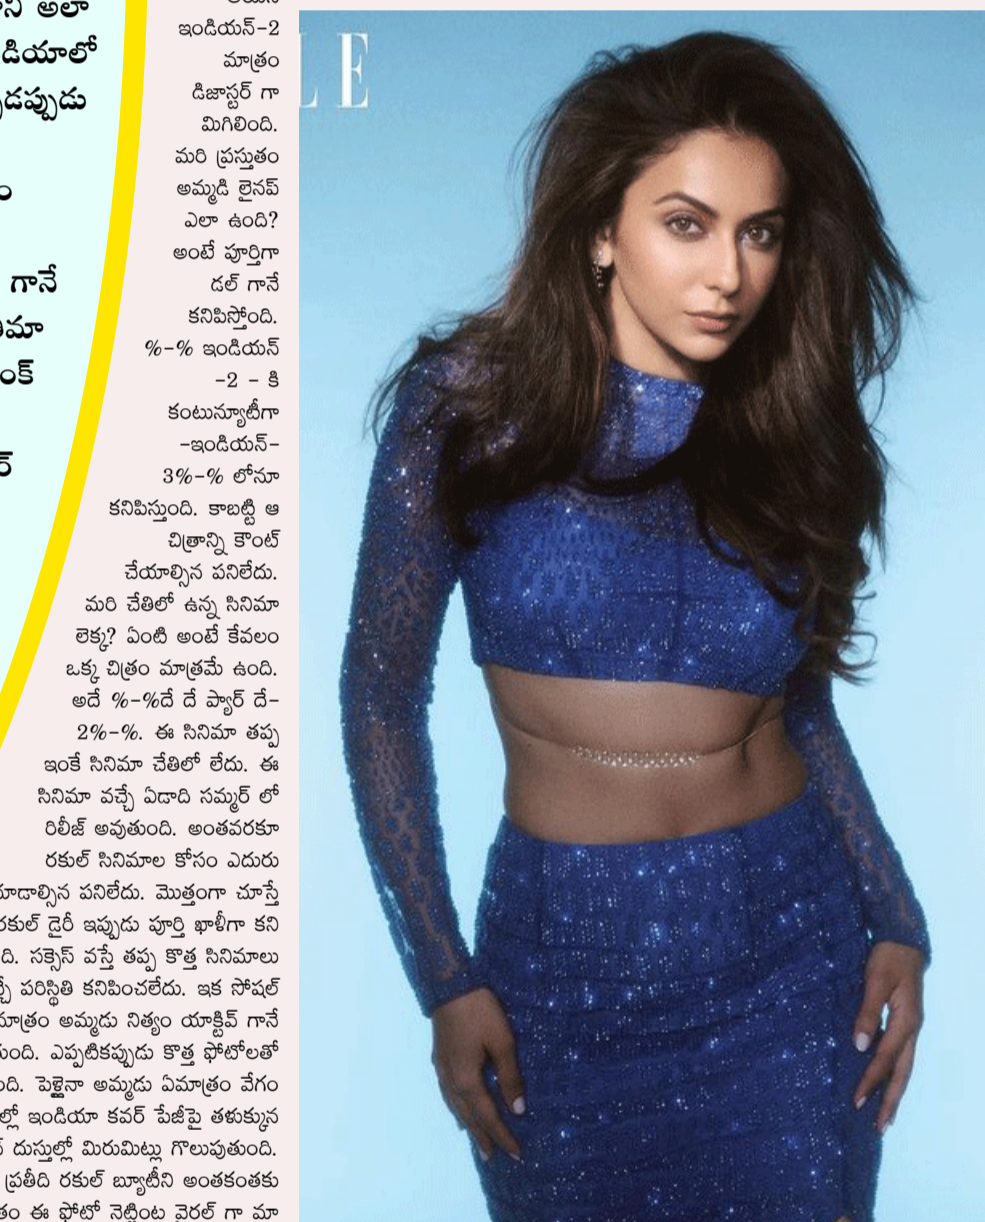 ని అలా
డియాలో
డప్పుడు
గానే
మా
ంక్
ర్
ఇండియన్-2
మాత్రం
డిజాస్టర్ గా
మిగిలింది.
మరి ప్రస్తుతం
అమ్మడి లైనప్
ఎలా ఉంది?
అంటే పూర్తిగా
డల్ గానే
కనిపిస్తోంది.
%-% ఇండియన్
-2 - కి
కంటున్యూటీగా
-ఇండియన్-
3%-% లోనూ
కనిపిస్తుంది. కాబట్టి ఆ
చిత్రాన్ని కౌంట్
చేయాల్సిన పనిలేదు.
మరి చేతిలో ఉన్న సినిమా
లెక్క? ఏంటి అంటే కేవలం
ఒక్క చిత్రం మాత్రమే ఉంది.
అదే %-%దే దే ప్యార్ దే-
2%-%. ఈ సినిమా తప్ప
ఇంకే సినిమా చేతిలో లేదు. ఈ
సినిమా వచ్చే ఏడాది సమ్మర్ లో
రిలీజ్ అవుతుంది. అంతవరకూ
రకుల్ సినిమాల కోసం ఎదురు
డాల్సిన పనిలేదు. మొత్తంగా చూస్తే
రకుల్ డైరీ ఇప్పుడు పూర్తి ఖాళీగా కని
ది. సక్సెస్ వస్తే తప్ప కొత్త సినిమాలు
చ్చే పరిస్థితి కనిపించలేదు. ఇక సోషల్
మాత్రం అమ్మడు నిత్యం యాక్టివ్ గానే
ుంది. ఎప్పటికప్పుడు కొత్త ఫోటోలతో
ది. పెళ్లైనా అమ్మడు ఏమాత్రం వేగం
ల్లో ఇండియా కవర్ పేజీపై తళుక్కున
దుస్తుల్లో మిరుమిట్లు గొలుపుతుంది.
ప్రతీది రకుల్ బ్యూటీని అంతకంతకు
తం ఈ ఫోటో నెట్టింట వైరల్ గా మా
LE